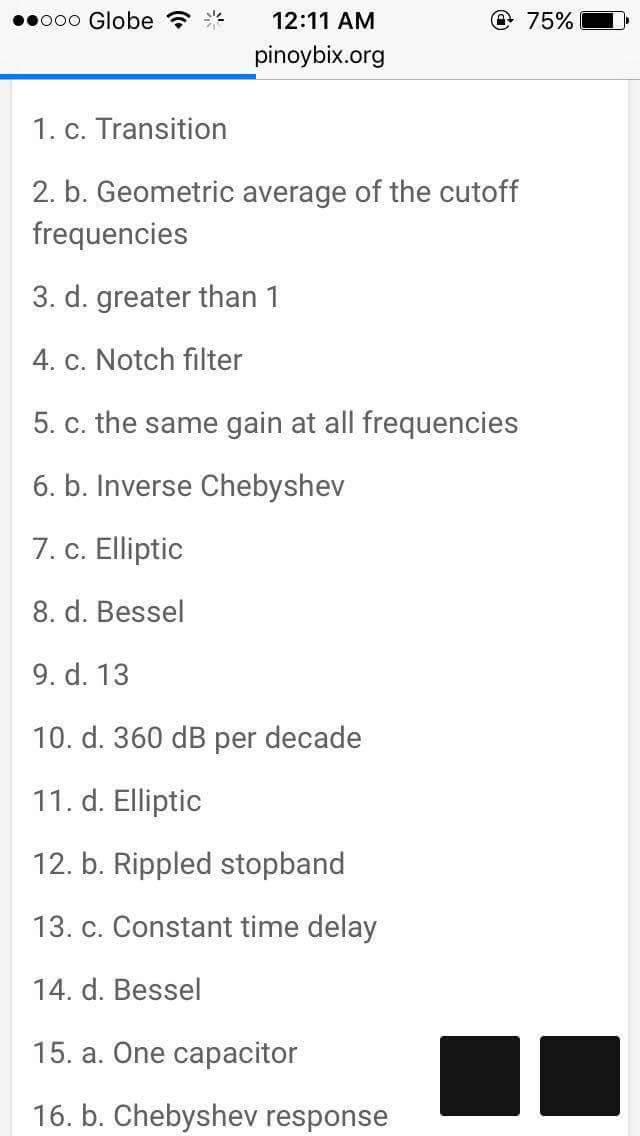 Globe 12:11 AM 75%
pinoybix.org
1. c. Transition
2. b. Geometric average of the cutoff
frequencies
3. d. greater than 1
4. c. Notch filter
5. c. the same gain at all frequencies
6. b. Inverse Chebyshev
7. c. Elliptic
8. d. Bessel
9. d. 13
10. d. 360 dB per decade
11. d. Elliptic
12. b. Rippled stopband
13. c. Constant time delay
14. d. Bessel
15. a. One capacitor
16. b. Chebyshev response